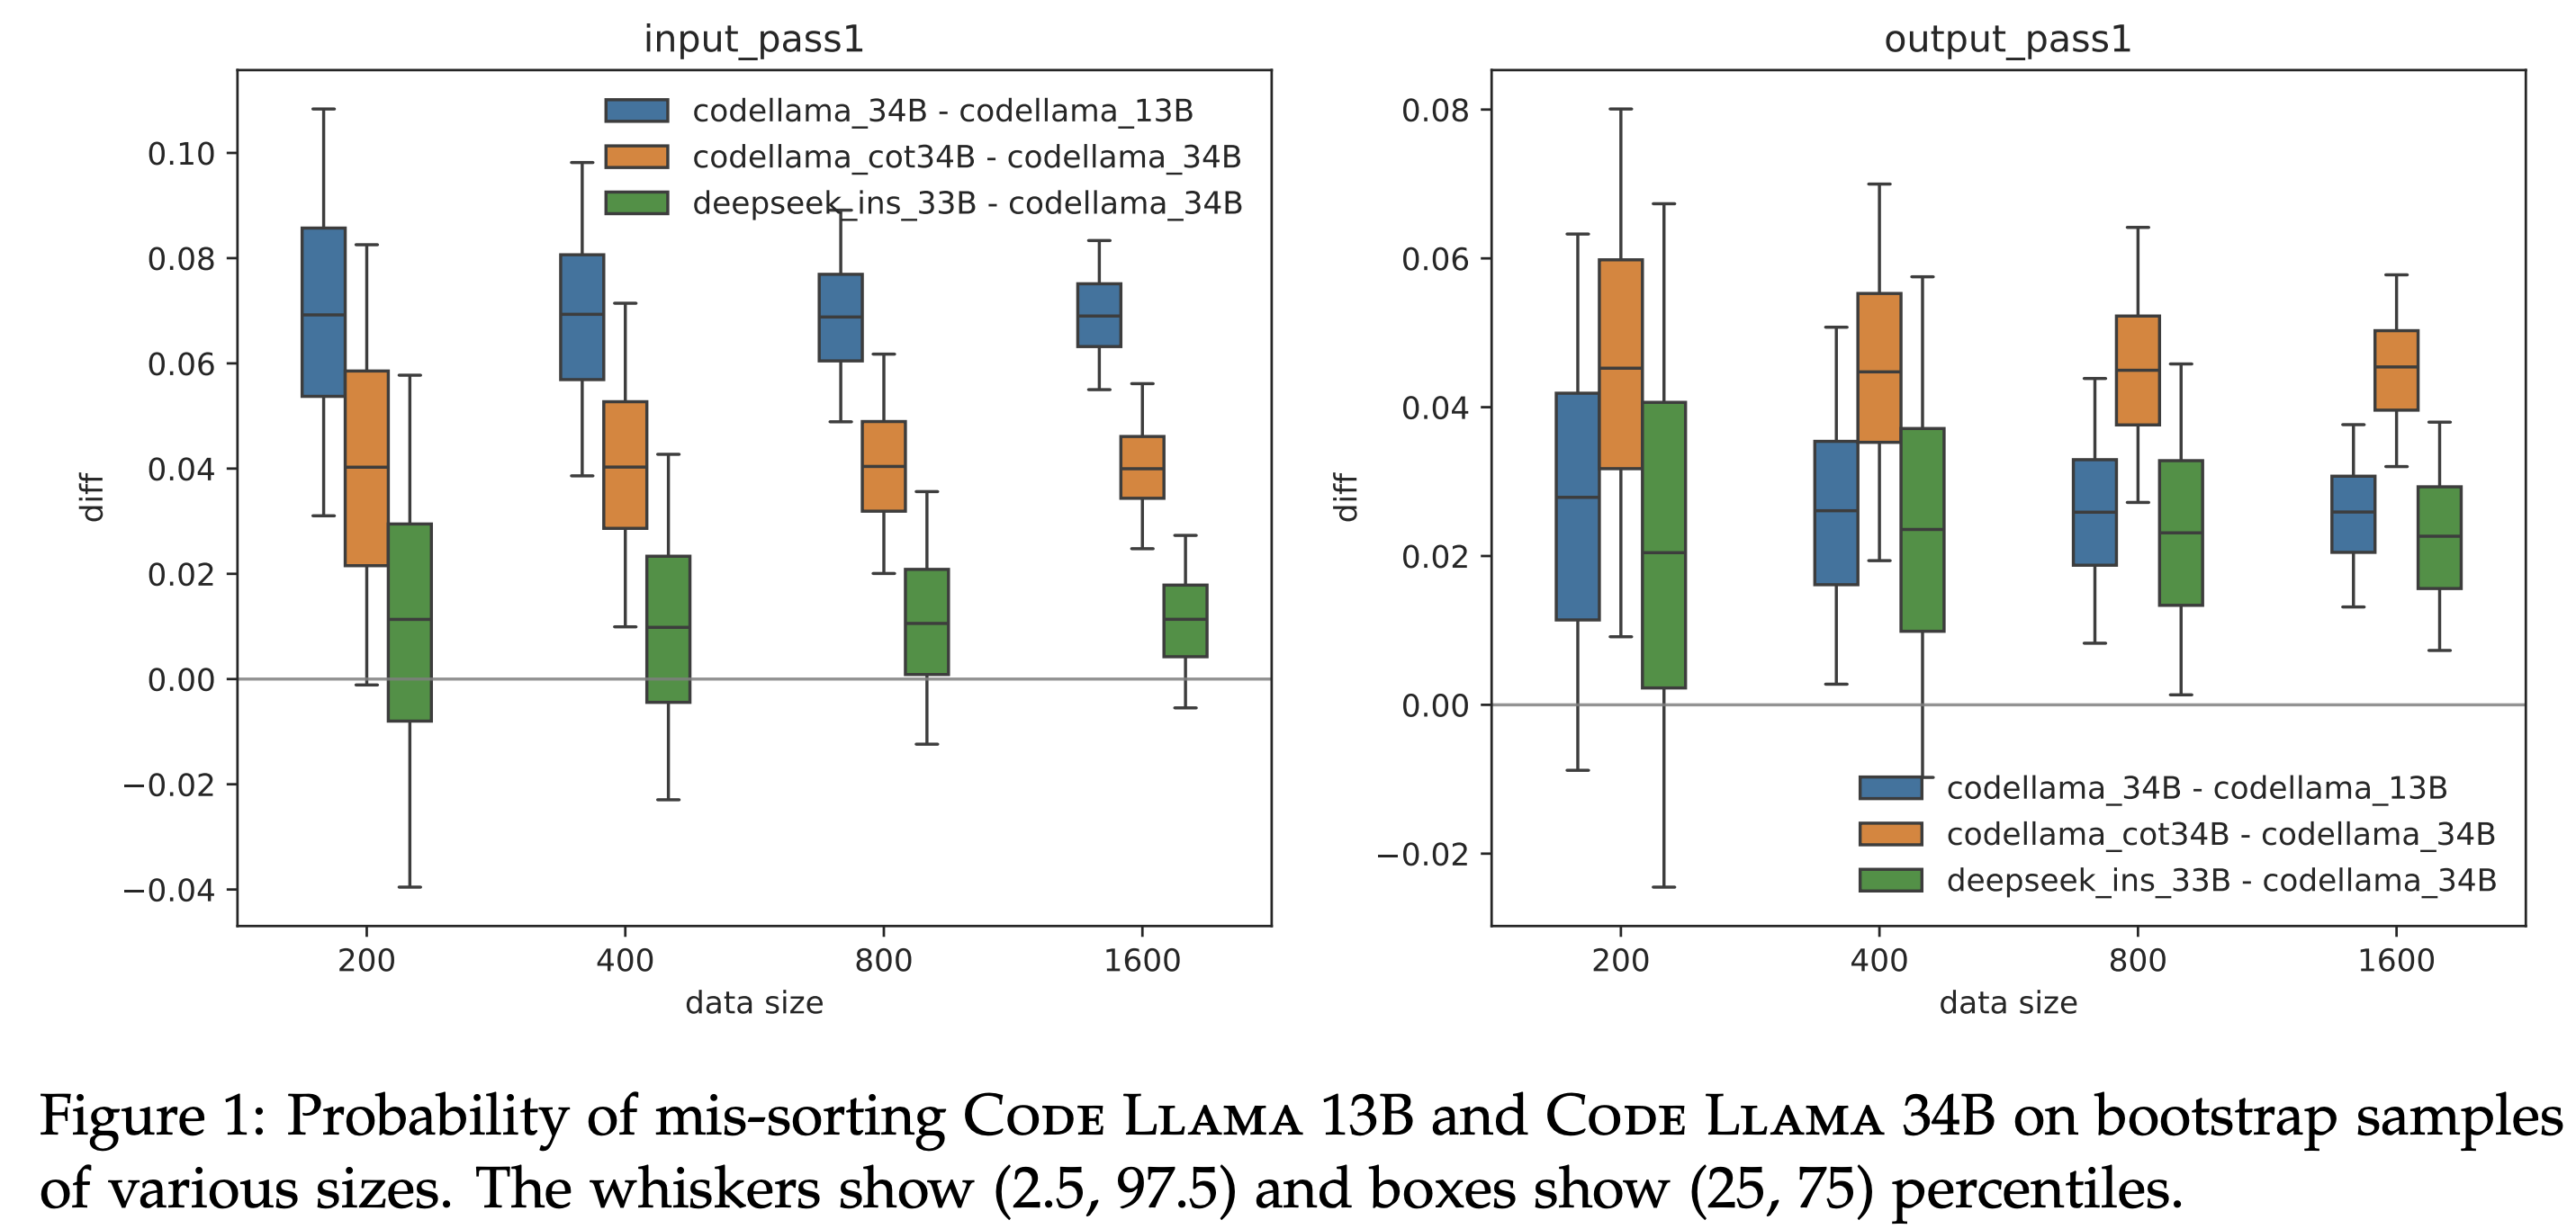 input_pass1
codellama_34B - codellama_13B
codellama_cot34B - codellama_34B
deepseek_ins_33B - codellama_34B
0.10
0.08
0.06
0.04
0.02
0.00
−0.02
−0.04
diff
200 400 800 1600
data size
output_pass1
0.08
0.06
0.04
0.02
0.00
−0.02
diff
codellama_34B - codellama_13B
codellama_cot34B - codellama_34B
deepseek_ins_33B - codellama_34B
200 400 800 1600
data size
Figure 1: Probability of mis-sorting CODE LLAMA 13B and CODE LLAMA 34B on bootstrap samples
of various sizes. The whiskers show (2.5, 97.5) and boxes show (25, 75) percentiles.